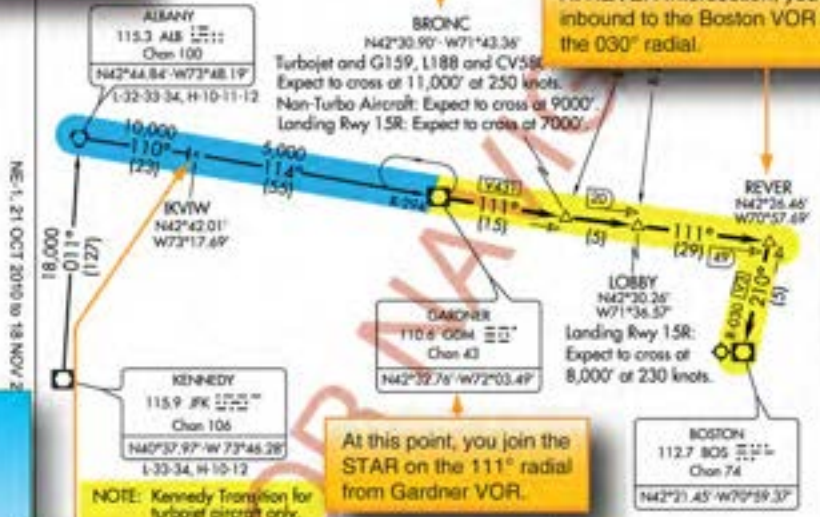 ALBANY
115.3 ALB
Chan 100
N42°44.84'-W73°48.19'
L-32-33-34, H-10-11-12
BRONC
N42°30.90'-W71°43.36'
Turbojet and G159, L188 and CV580
Expect to cross at 11,000' at 250 knots.
Non-Turbo Aircraft: Expect to cross at 9000'.
Landing Rwy 15R: Expect to cross at 7000'.
inbound to the Boston VOR
the 030° radial.
10,000
110°
(23)
5,000
114°
(55)
IKVIW
N42°42.01'
W73°17.69'
V431
111°
(15)
20
(5)
111°
(29)
49
REVER
N42°26.46'
W70°57.69'
LOBBY
N42°30.26'
W71°36.57'
Landing Rwy 15R:
Expect to cross at
8,000' at 230 knots.
R-030
210°
(5)
18,000
011°
(127)
NE-1, 21 OCT 2010 to 18 NOV 2
GARDNER
110.6 GDM
Chan 43
N42°32.76'-W72°03.49'
KENNEDY
115.9 JFK
Chan 106
N40°37.97'-W 73°46.28'
L-33-34, H-10-12
NOTE: Kennedy Transition for
turbojet aircraft only
At this point, you join the
STAR on the 111° radial
from Gardner VOR.
BOSTON
112.7 BOS
Chan 74
N42°21.45' W70°59.37'